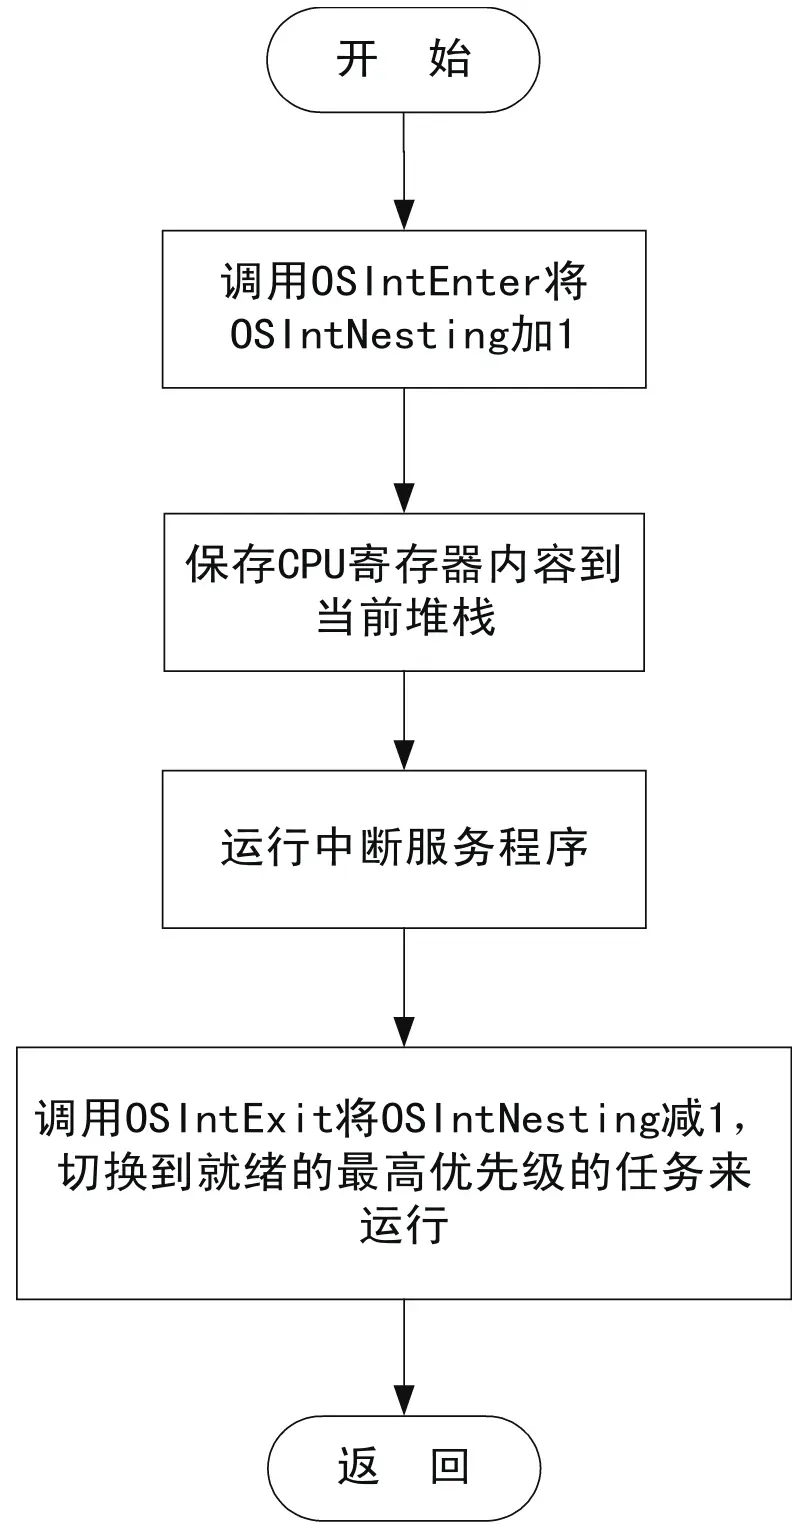 开 始
调用OSIntEnter将
OSIntNesting加1
保存CPU寄存器内容到
当前堆栈
运行中断服务程序
调用OSIntExit将OSIntNesting减1，
切换到就绪的最高优先级的任务来
运行
返 回